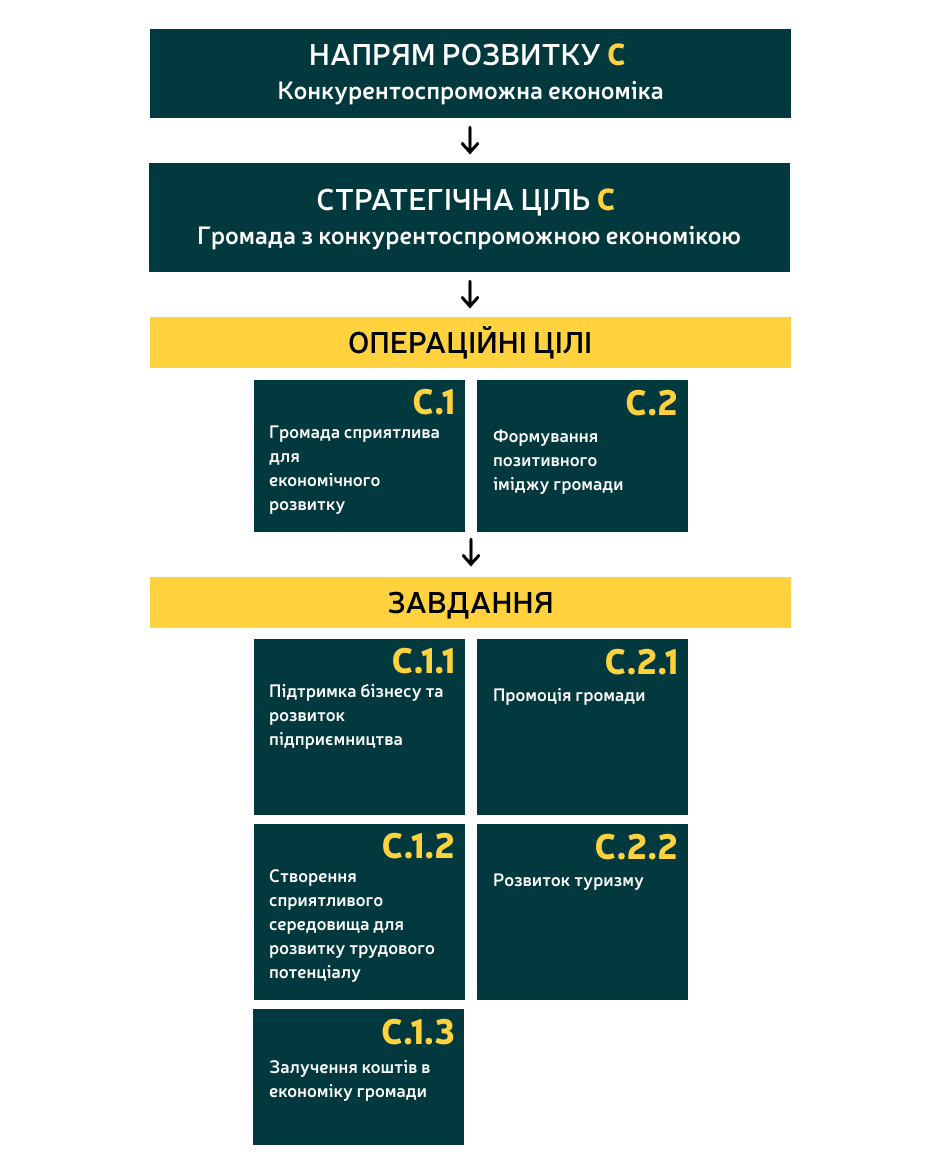 НАПРЯМ РОЗВИТКУ С
Конкурентоспроможна економіка
СТРАТЕГІЧНА ЦІЛЬ С
Громада з конкурентоспроможною економікою
ОПЕРАЦІЙНІ ЦІЛІ
С.1
Громада сприятлива
для
економічного
розвитку
С.2
Формування
позитивного
іміджу громади
ЗАВДАННЯ
С.1.1
Підтримка бізнесу та
розвиток
підприємництва
С.2.1
Промоція громади
С.1.2
Створення
сприятливого
середовища для
розвитку трудового
потенціалу
С.2.2
Розвиток туризму
С.1.3
Залучення коштів в
економіку громади